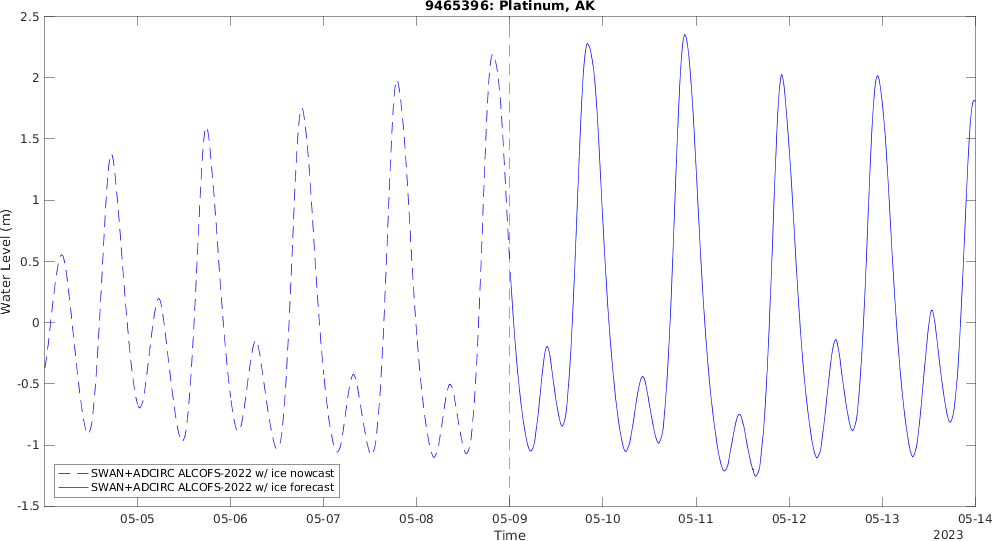 9465396: Platinum, AK
2.5
2
1.5
1
0.5
0
-0.5
-1
-1.5
Water Level (m)
SWAN+ADCIRC ALCOFS-2022 w/ ice nowcast
SWAN+ADCIRC ALCOFS-2022 w/ ice forecast
05-05 05-06 05-07 05-08 05-09 05-10 05-11 05-12 05-13 05-14
Time
2023